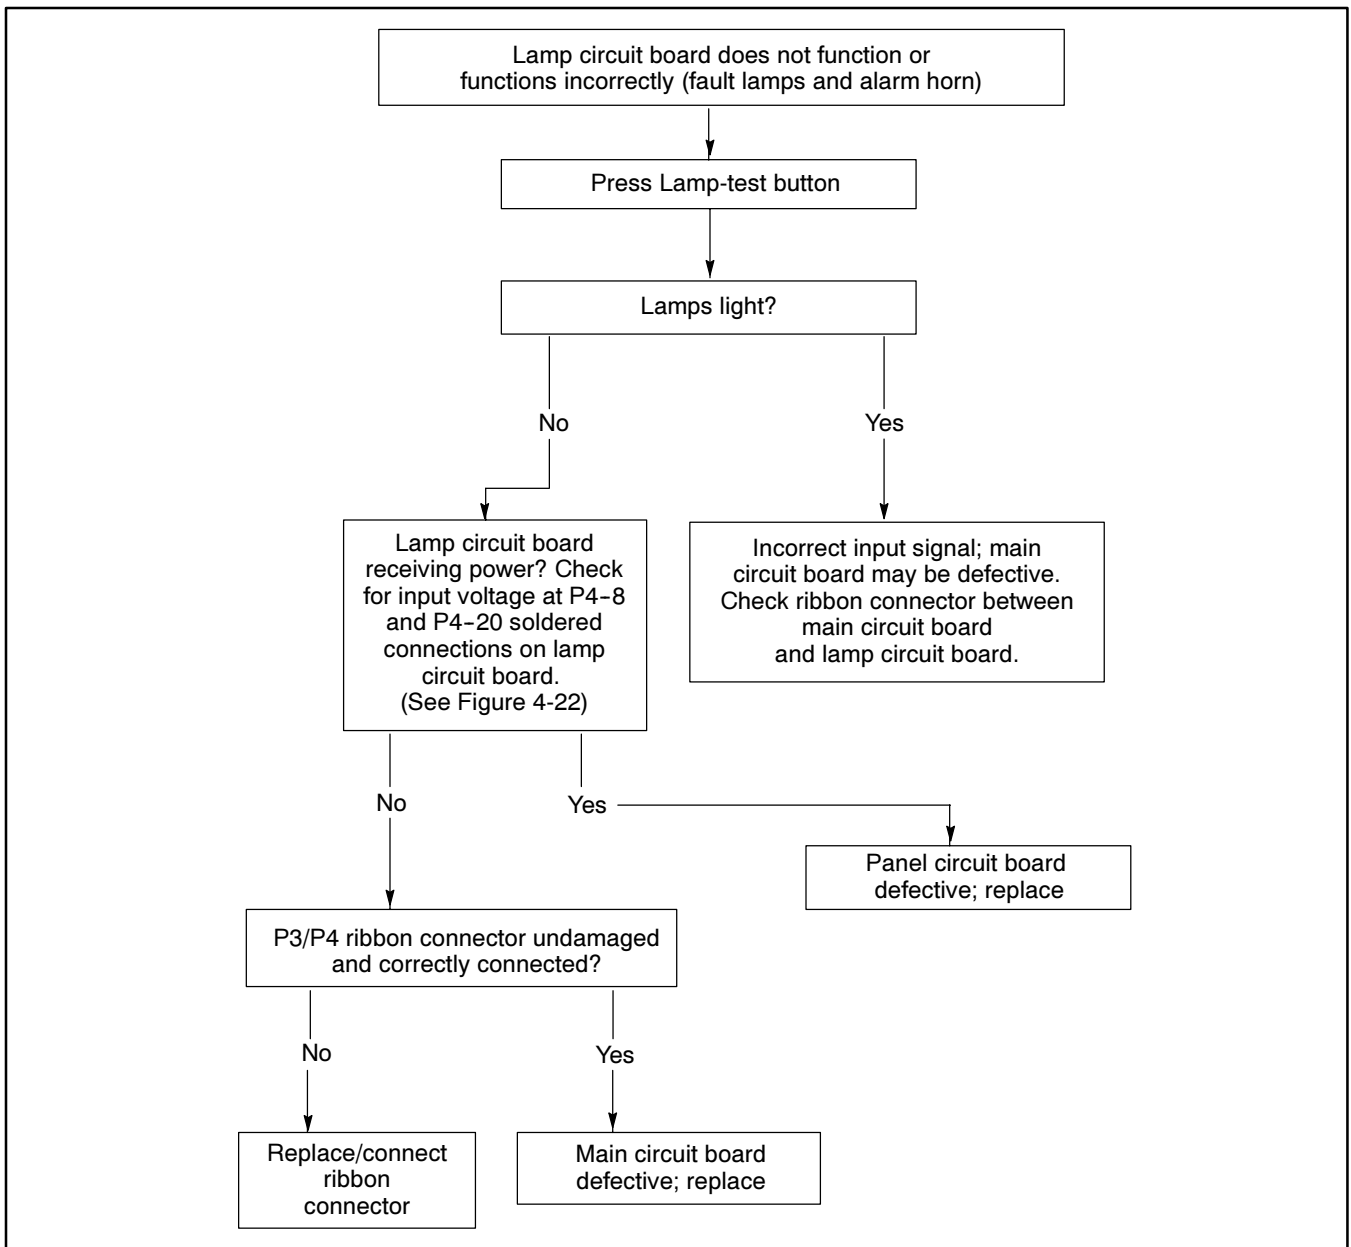 Lamp circuit board does not function or
functions incorrectly (fault lamps and alarm horn)
Press Lamp-test button
Lamps light?
No
Yes
Lamp circuit board
receiving power? Check
for input voltage at P4-8
and P4-20 soldered
connections on lamp
circuit board.
(See Figure 4-22)
Incorrect input signal; main
circuit board may be defective.
Check ribbon connector between
main circuit board
and lamp circuit board.
No
Yes
Panel circuit board
defective; replace
P3/P4 ribbon connector undamaged
and correctly connected?
No
Yes
Replace/connect
ribbon
connector
Main circuit board
defective; replace